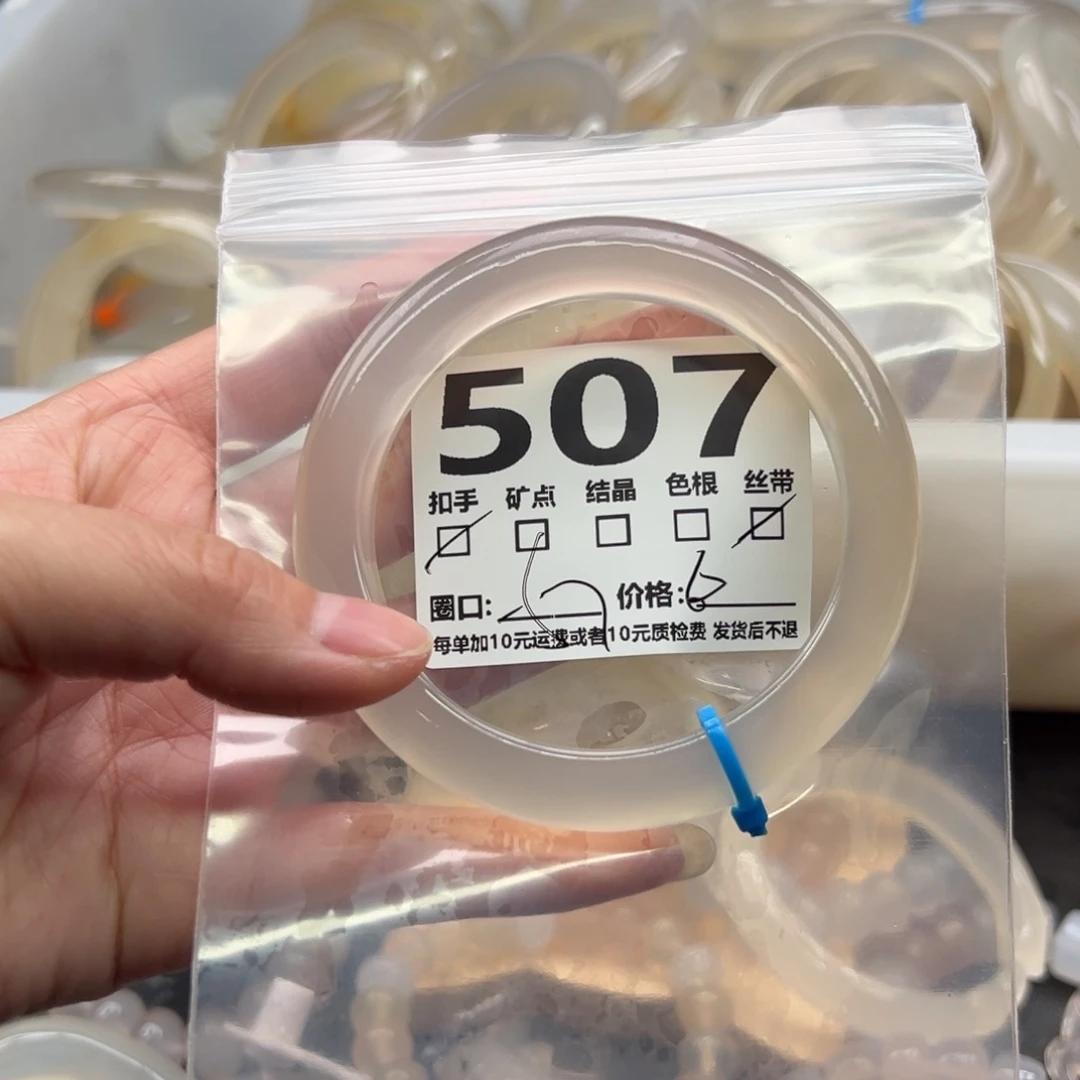 507
扣手 矿点 结晶 色根 丝带
圈口: 价格:
每单加10元运费或者10元质检费 发货后不退